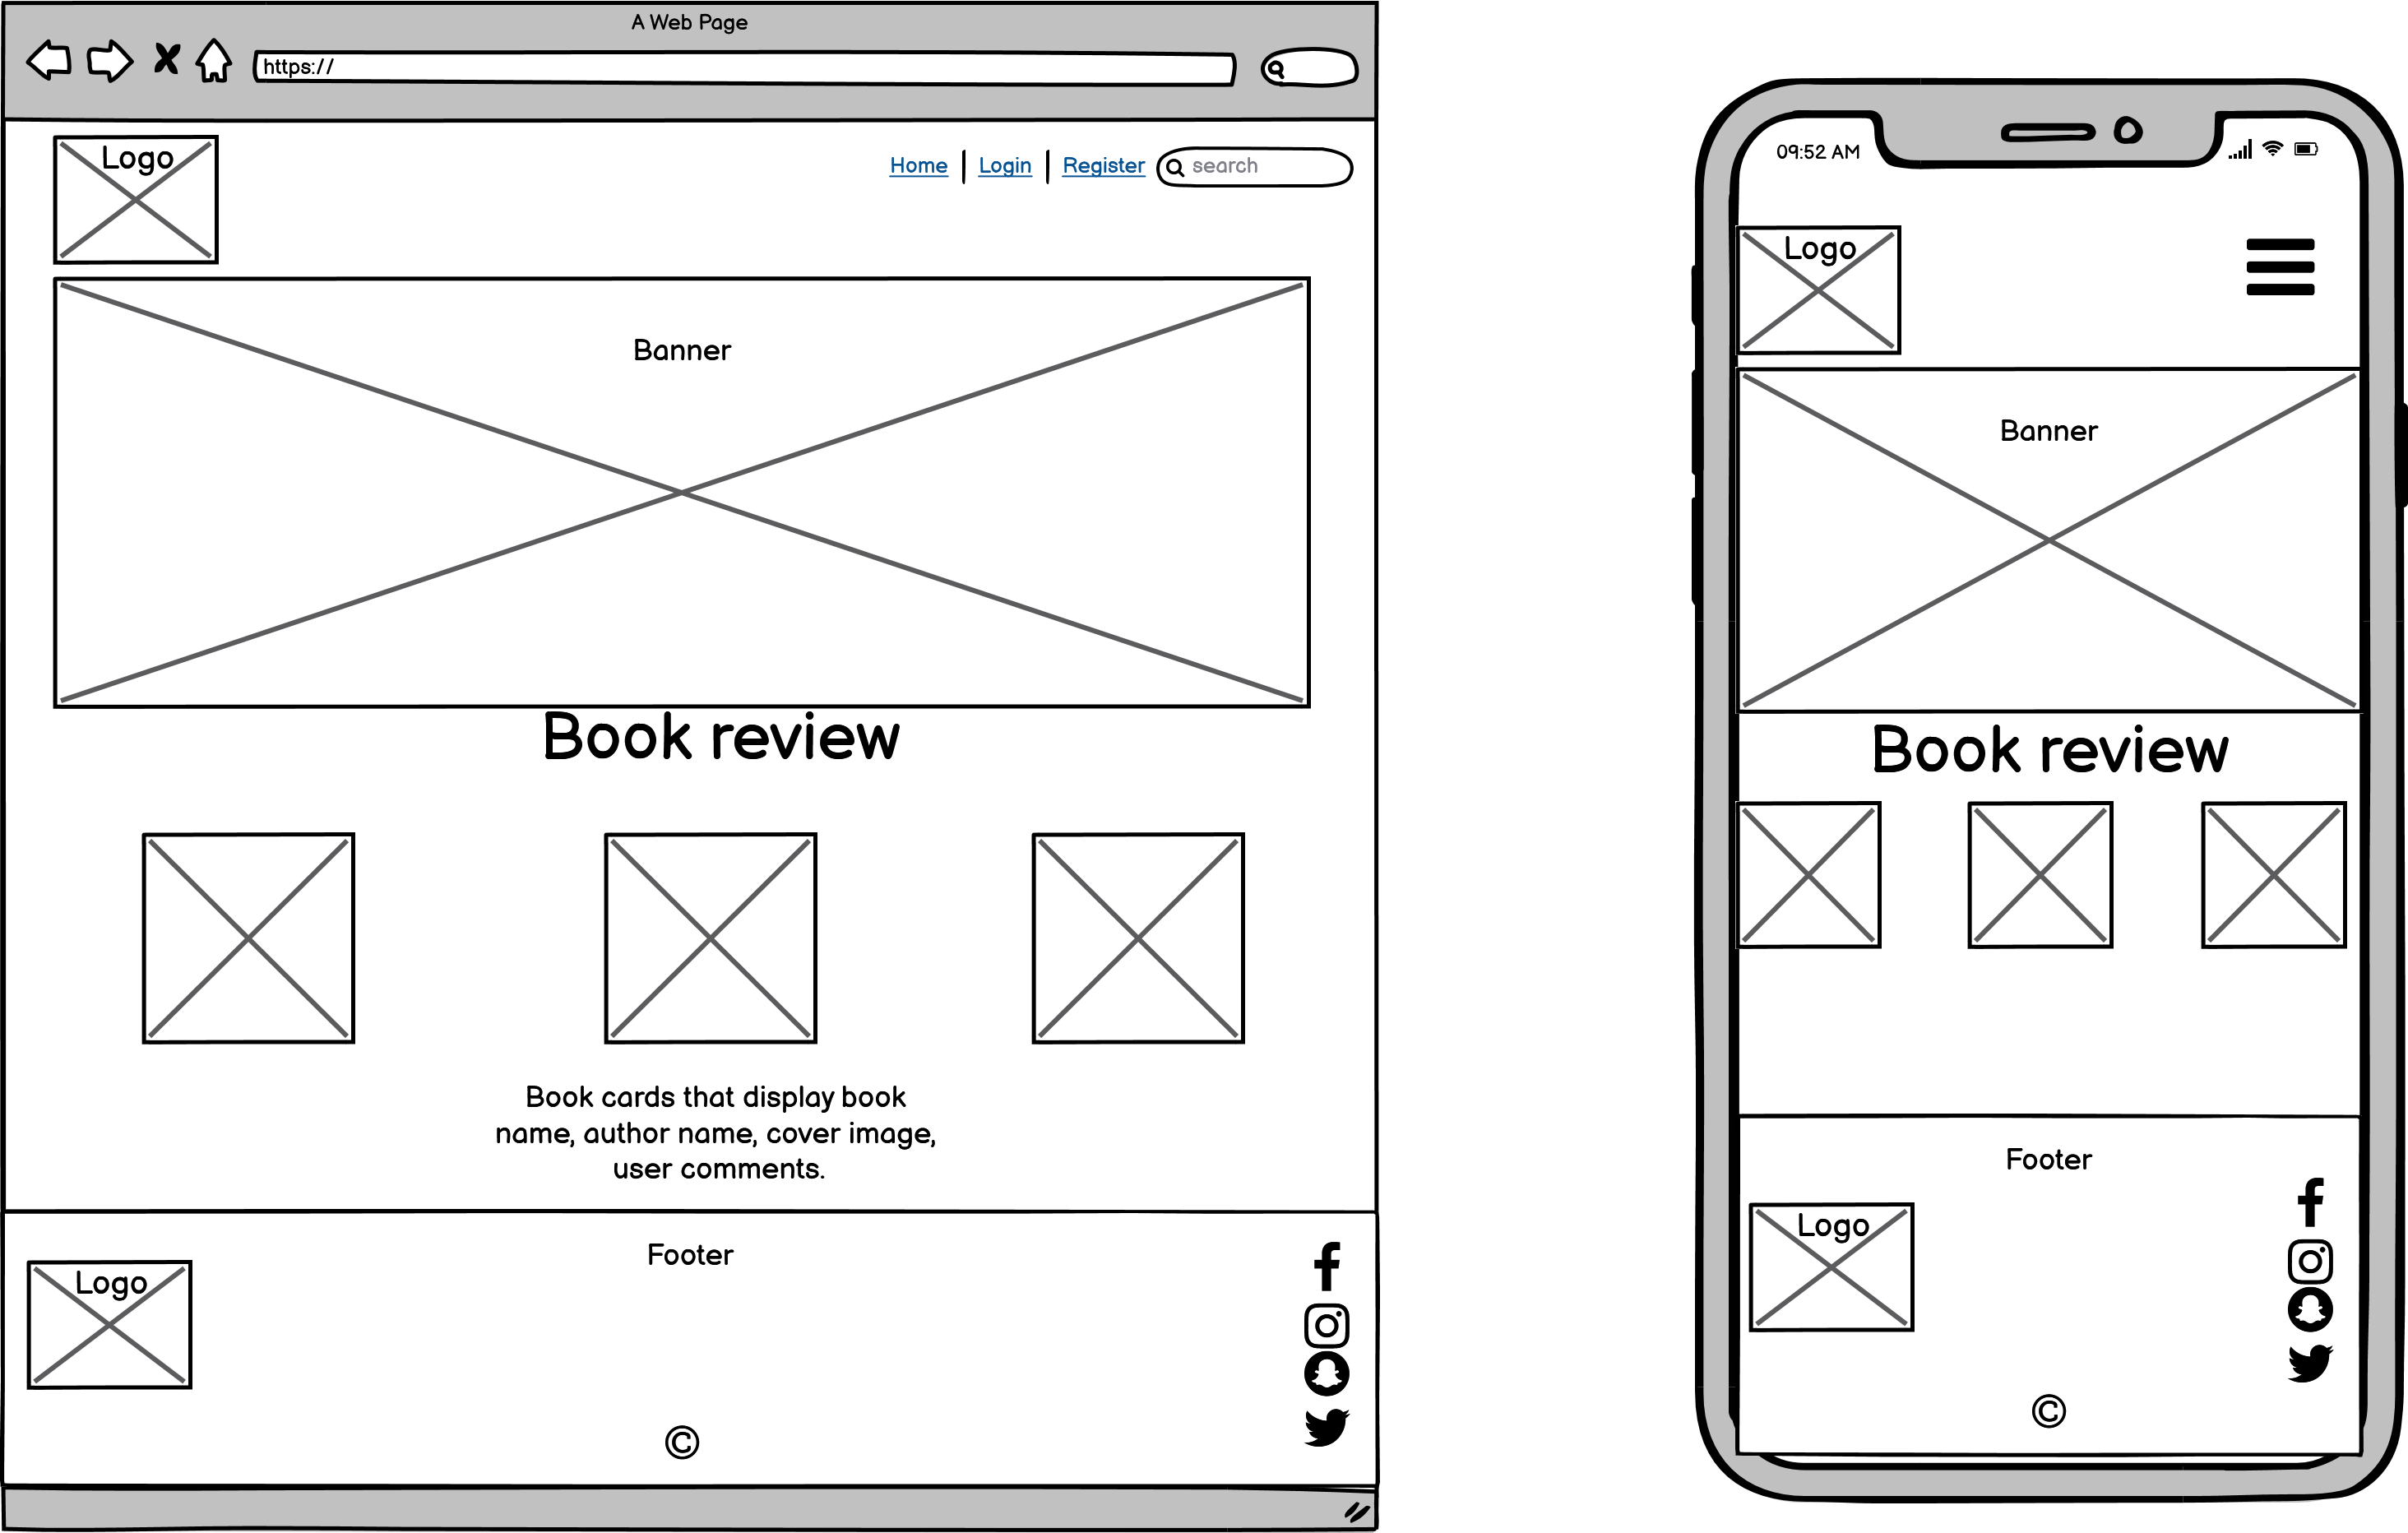 A Web Page
https://
Logo
Home
Login
Register
search
Banner
Book review
Book cards that display book
name, author name, cover image,
user comments.
Footer
Logo
©
09:52 AM
Logo
Banner
Book review
Footer
Logo
©